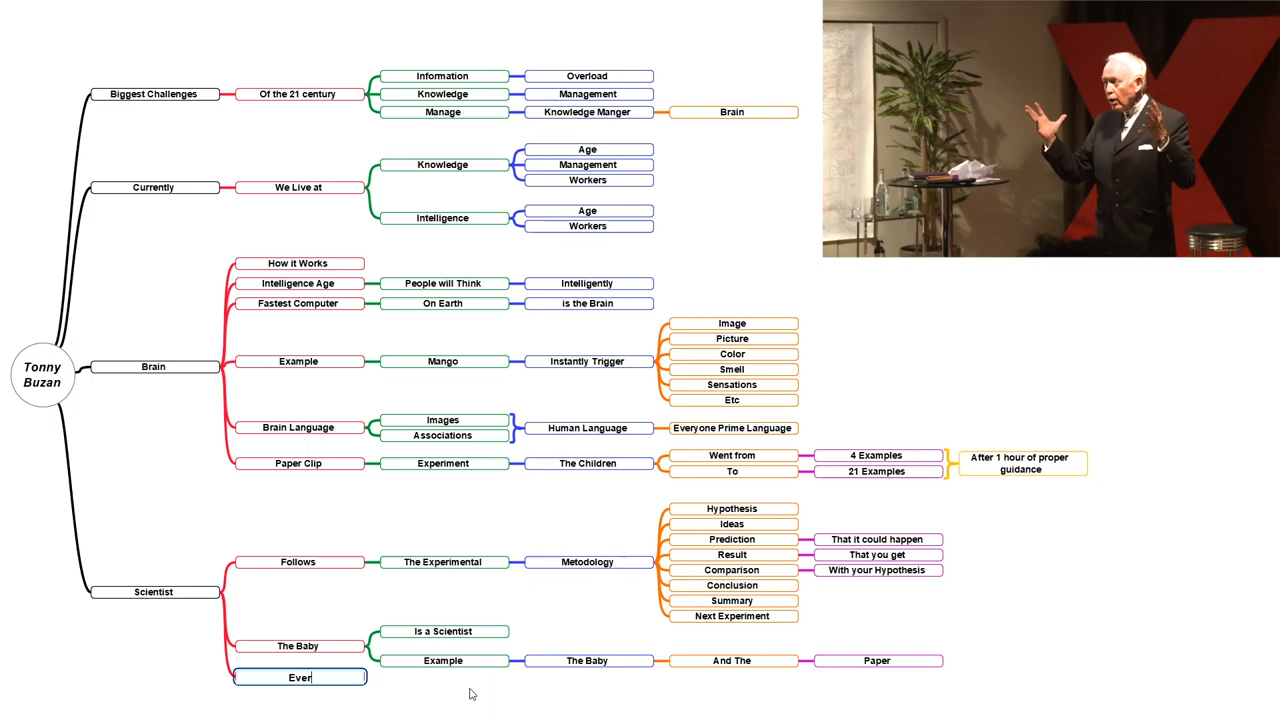 Tonny
Buzan
Biggest Challenges
Of the 21 century
Information
Overload
Knowledge
Management
Manage
Knowledge Manger
Brain
Currently
We Live at
Knowledge
Age
Management
Workers
Intelligence
Age
Workers
Brain
How it Works
Intelligence Age
People will Think
Intelligently
Fastest Computer
On Earth
is the Brain
Example
Mango
Instantly Trigger
Image
Picture
Color
Smell
Sensations
Etc
Brain Language
Images
Associations
Human Language
Everyone Prime Language
Paper Clip
Experiment
The Children
Went from
4 Examples
To
21 Examples
After 1 hour of proper
guidance
Scientist
Follows
The Experimental
Metodology
Hypothesis
Ideas
Prediction
That it could happen
Result
That you get
Comparison
With your Hypothesis
Conclusion
Summary
Next Experiment
The Baby
Is a Scientist
Example
The Baby
And The
Paper
Ever